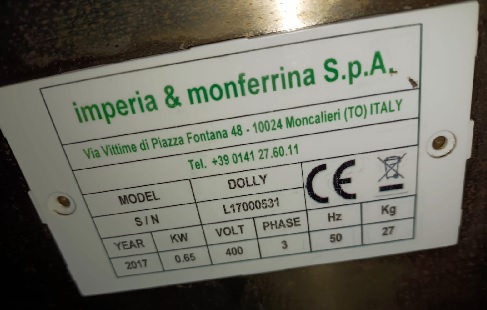 imperia & monferrina S.p.A.
Via Vittime di Piazza Fontana 48 - 10024 Moncalieri (TO) ITALY
Tel. +39 0141 27.60.11
MODEL DOLLY
S / N L17000531
YEAR KW VOLT PHASE Hz Kg
2017 0.65 400 3 50 27
CE